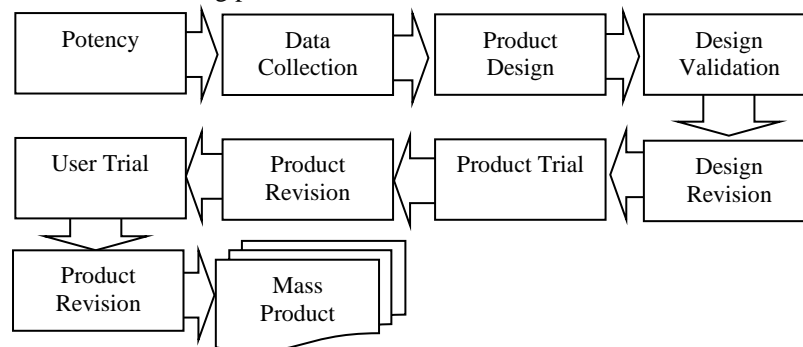 Potency
Data
Collection
Product
Design
Design
Validation
User Trial
Product
Revision
Product Trial
Design
Revision
Product
Revision
Mass
Product